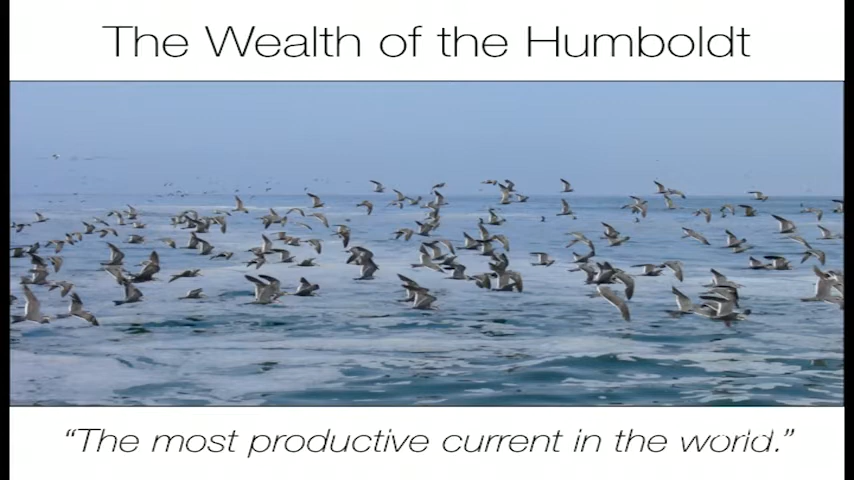 The Wealth of the Humboldt
“The most productive current in the world.”